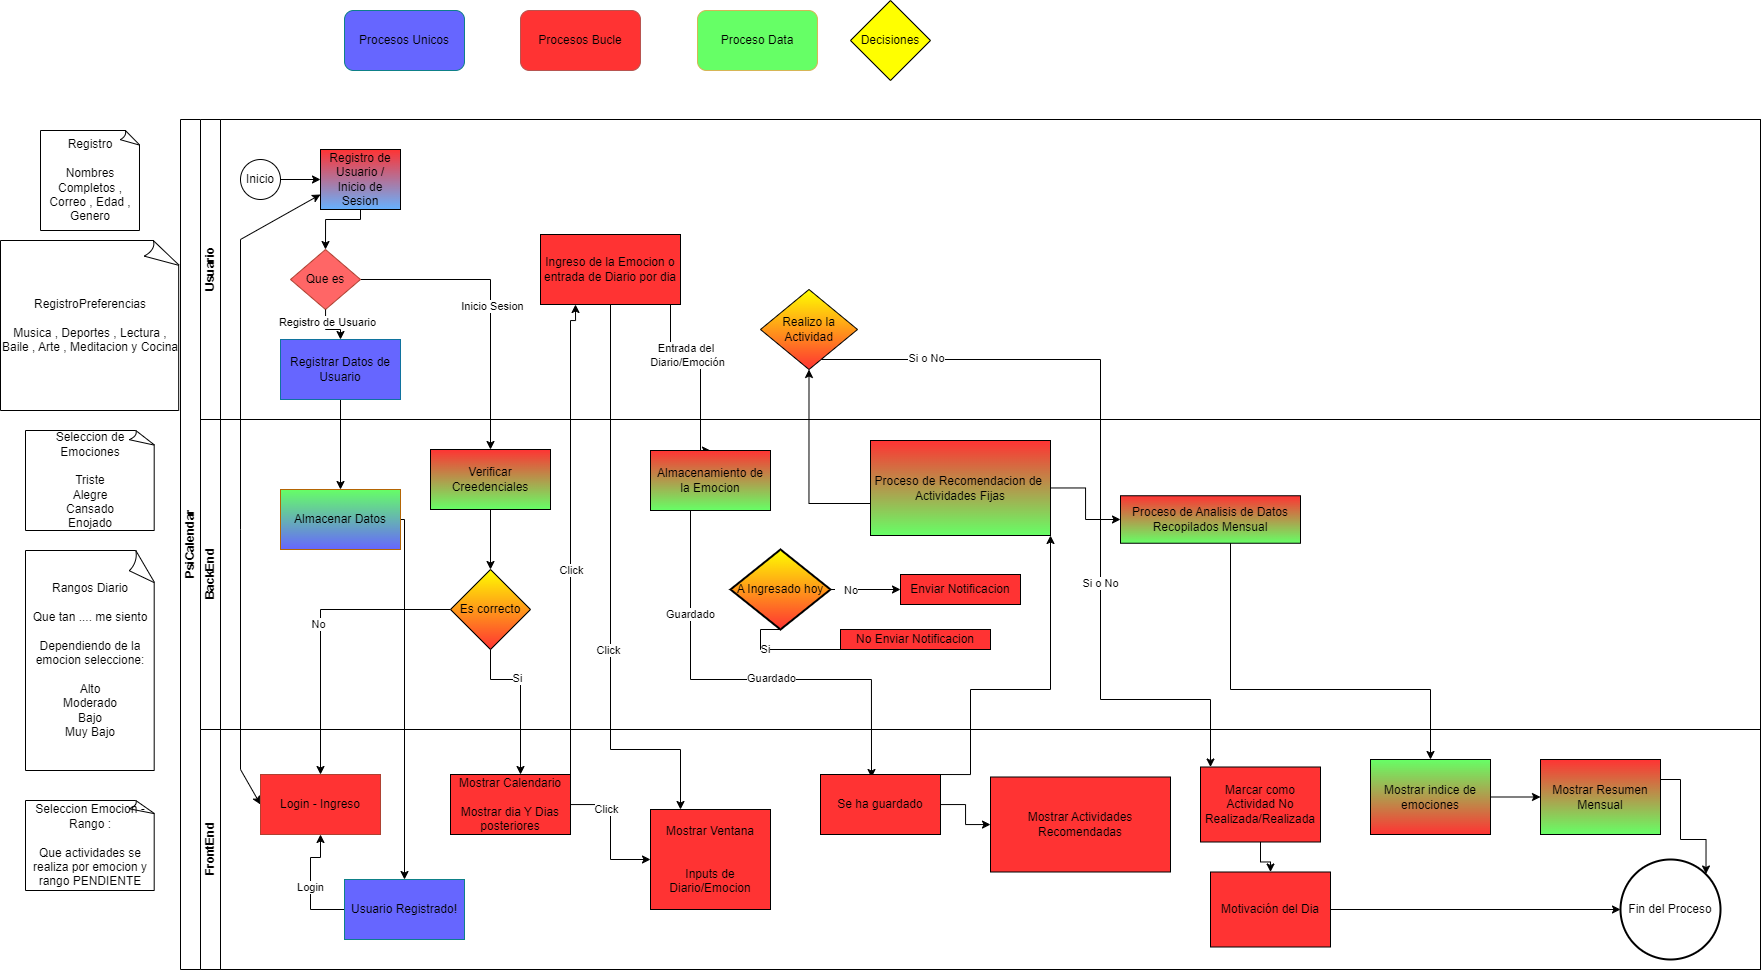 Procesos Unicos
Procesos Bucle
Proceso Data
Decisiones
Registro
Nombres
Completos ,
Correo , Edad ,
Genero
RegistroPreferencias
Musica , Deportes , Lectura ,
Baile , Arte , Meditacion y Cocina
Seleccion de
Emociones
Triste
Alegre
Cansado
Enojado
Rangos Diario
Que tan .... me siento
Dependiendo de la
emocion seleccione:
Alto
Moderado
Bajo
Muy Bajo
Seleccion Emocion -
Rango :
Que actividades se
realiza por emocion y
rango PENDIENTE
PsiCalendar
Usuario
Inicio
Registro de
Usuario /
Inicio de
Sesion
Que es
Inicio Sesion
Registro de Usuario
Registrar Datos de
Usuario
Ingreso de la Emocion o
entrada de Diario por dia
Entrada del
Diario/Emoción
Realizo la
Actividad
Si o No
BackEnd
Almacenar Datos
Verificar
Creedenciales
Es correcto
No
Si
Click
Click
Almacenamiento de
la Emocion
Guardado
Guardado
A Ingresado hoy
No
Enviar Notificacion
Si
No Enviar Notificacion
Proceso de Recomendacion de
Actividades Fijas
Proceso de Analisis de Datos
Recopilados Mensual
Si o No
FrontEnd
Login - Ingreso
Login
Usuario Registrado!
Mostrar Calendario
Mostrar dia Y Dias
posteriores
Click
Mostrar Ventana
Inputs de
Diario/Emocion
Se ha guardado
Mostrar Actividades
Recomendadas
Marcar como
Actividad No
Realizada/Realizada
Motivación del Dia
Mostrar indice de
emociones
Mostrar Resumen
Mensual
Fin del Proceso